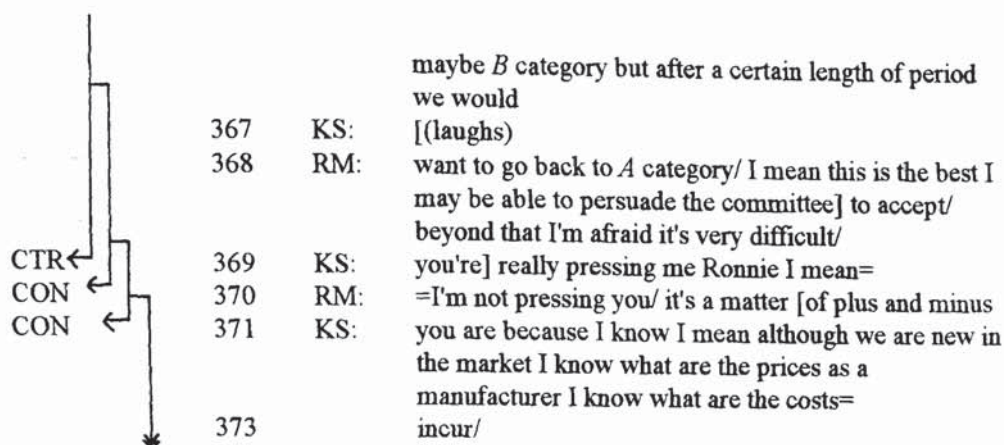 maybe B category but after a certain length of period
we would
367 KS: [(laughs)
368 RM: want to go back to A category/ I mean this is the best I
may be able to persuade the committee] to accept/
beyond that I'm afraid it's very difficult/
CTR 369 KS: you're] really pressing me Ronnie I mean=
CON 370 RM: =I'm not pressing you/ it's a matter [of plus and minus
CON 371 KS: you are because I know I mean although we are new in
the market I know what are the prices as a
manufacturer I know what are the costs=
373 incur/